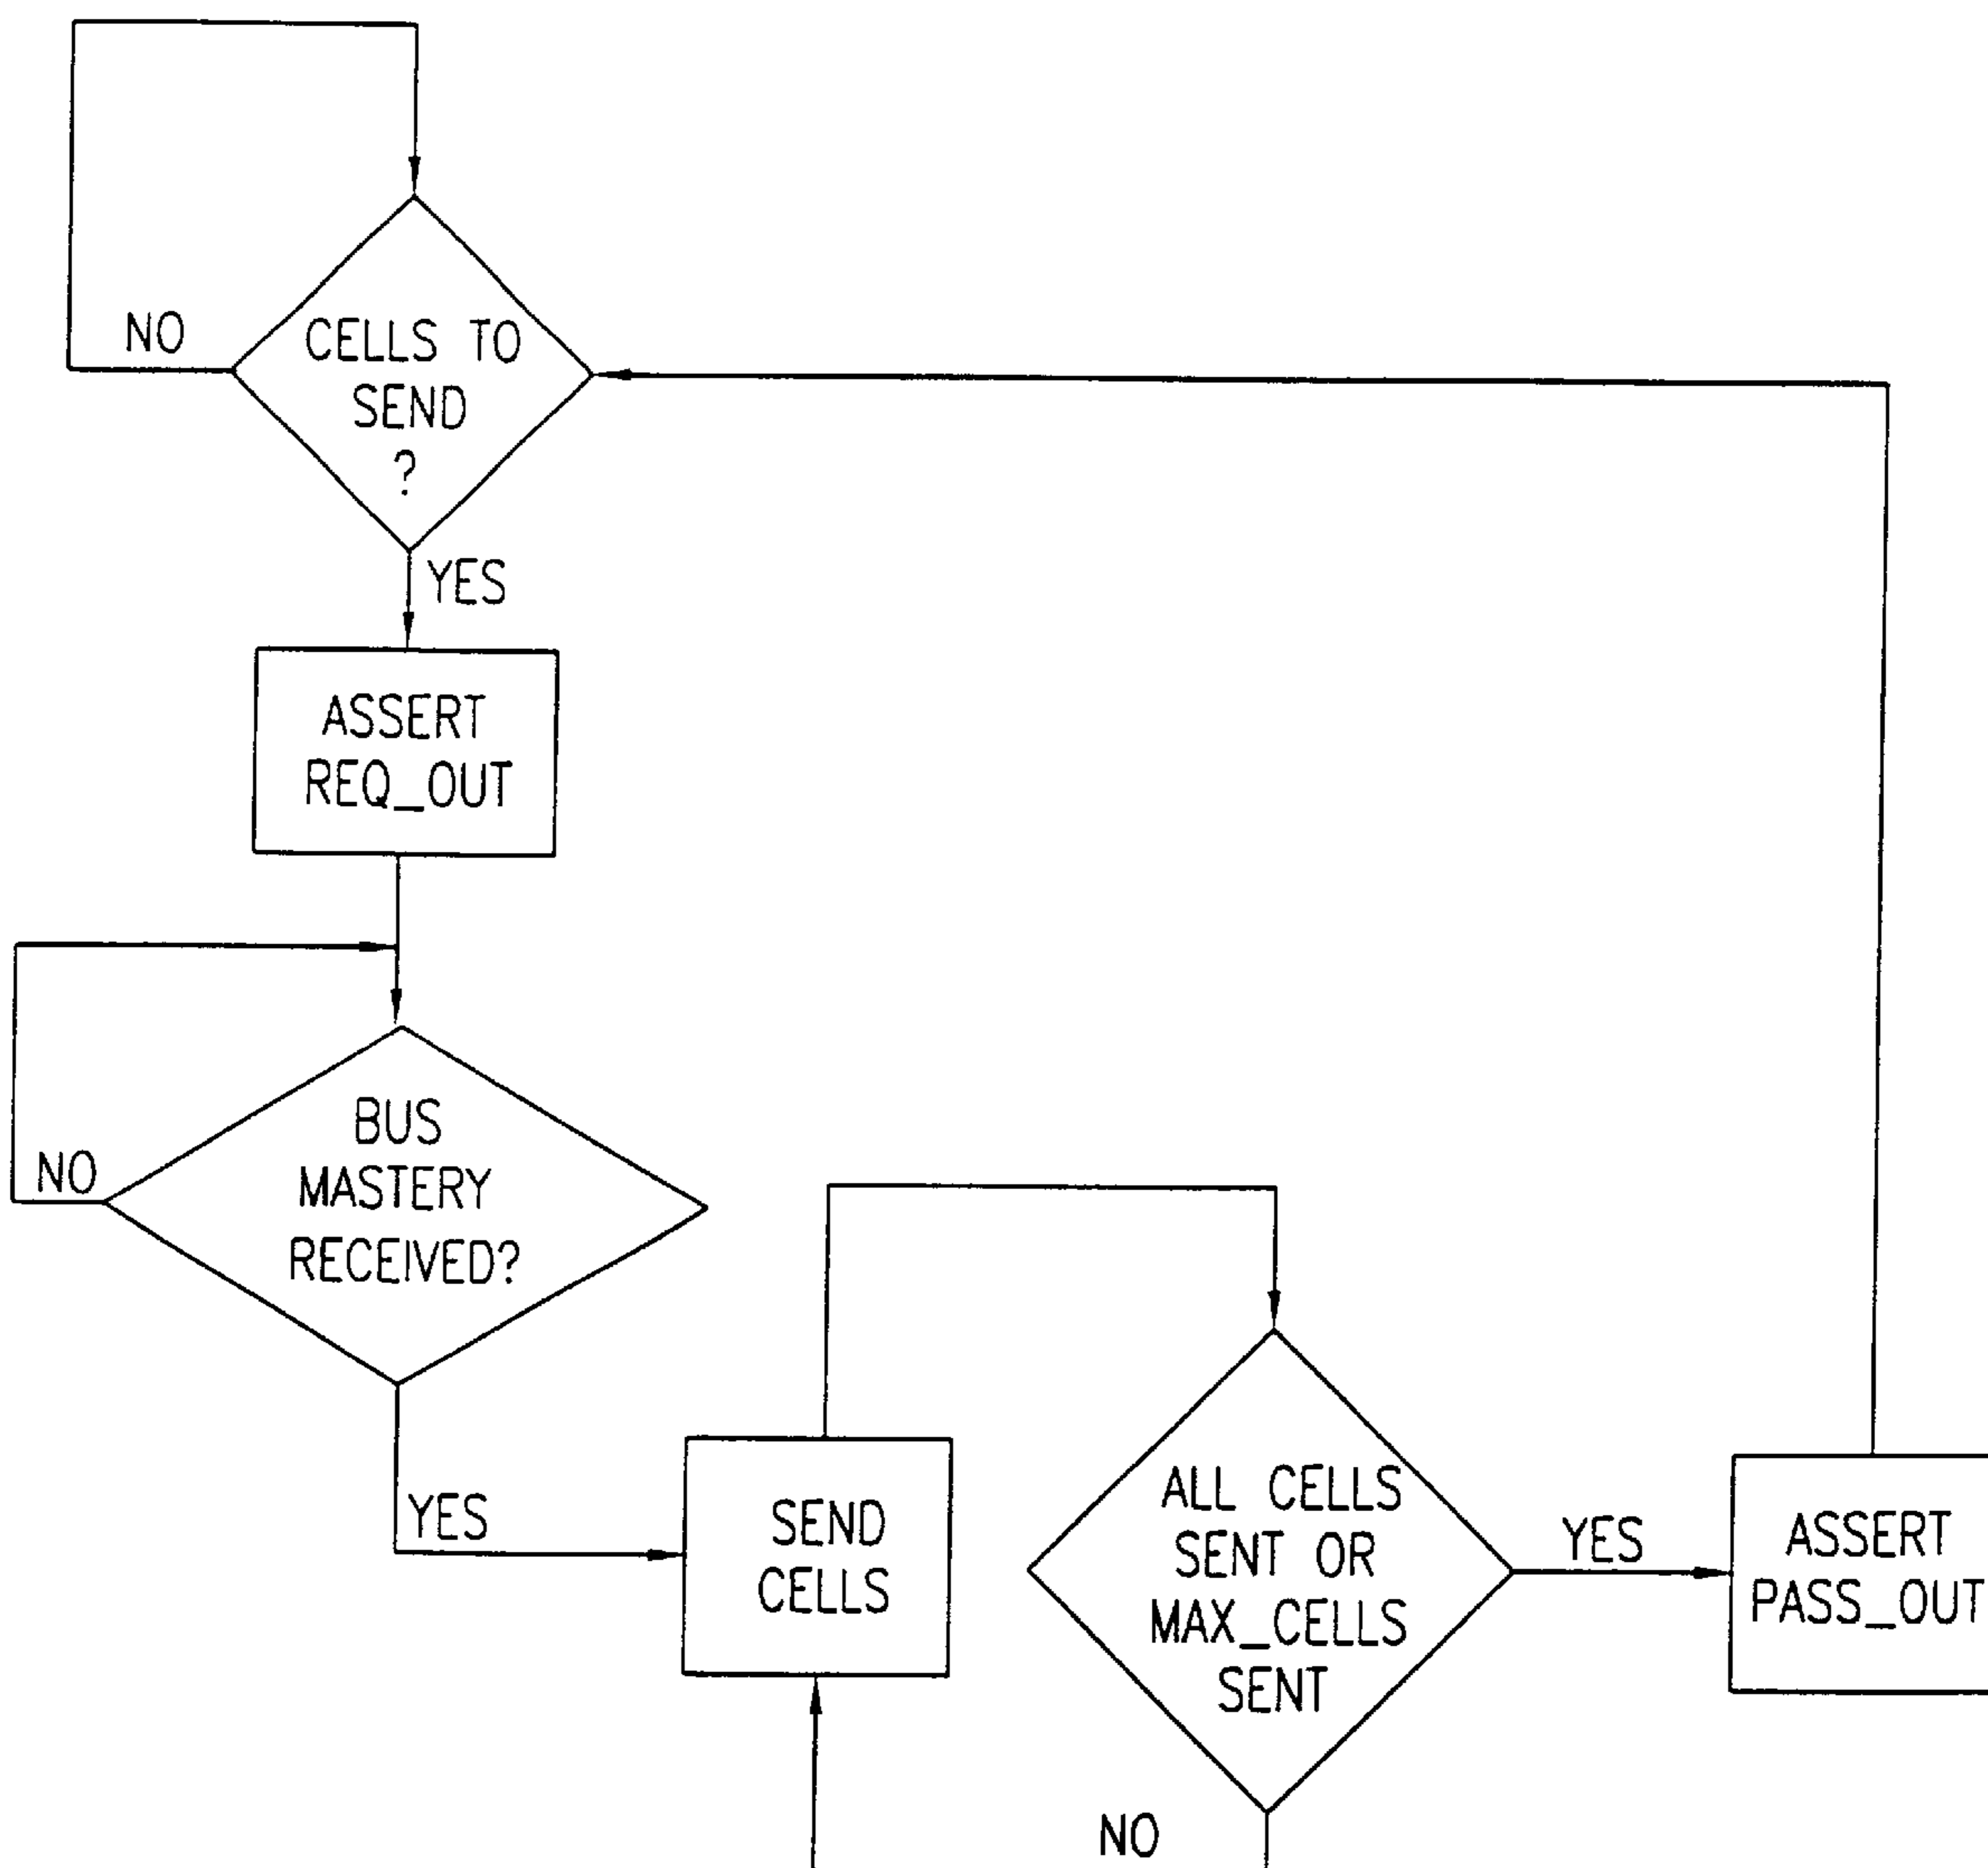 NO
CELLS TO
SEND
?
YES
ASSERT
REQ_OUT
BUS
MASTERY
RECEIVED?
NO
YES
SEND
CELLS
ALL CELLS
SENT OR
MAX_CELLS
SENT
YES
ASSERT
PASS_OUT
NO